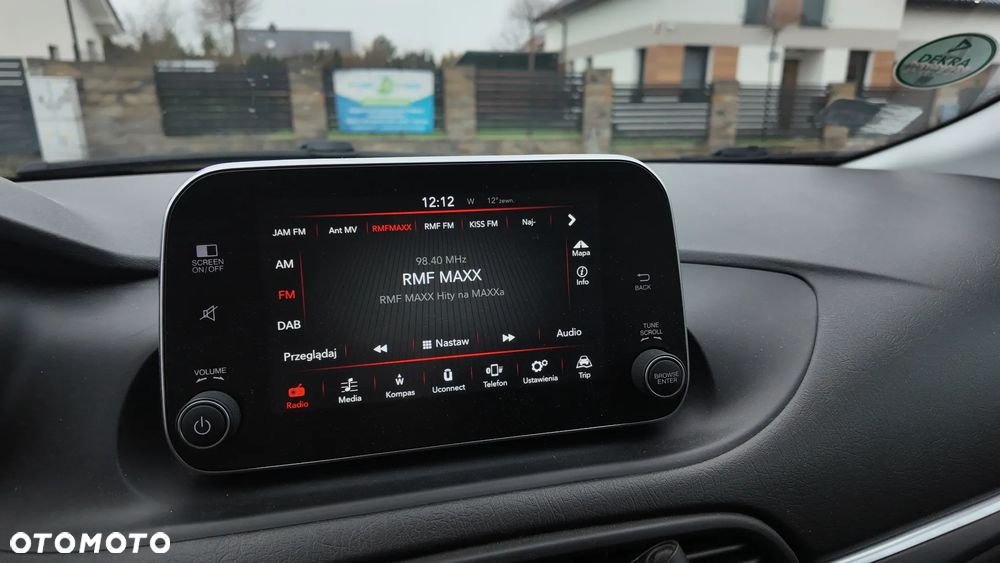 DEKRA
12:12 W 12° zewn.
JAM FM Ant MV RMFMAXX RMF FM KISS FM Naj-
SCREEN
ON/OFF
AM
FM
DAB
98.40 MHz
RMF MAXX
RMF MAXX Hity na MAXXa
Mapa
Info
BACK
TUNE
SCROLL
BROWSE
ENTER
VOLUME
Przeglądaj Nastaw Audio
Radio Media Kompas Uconnect Telefon Ustawienia Trip
OTOMOTO